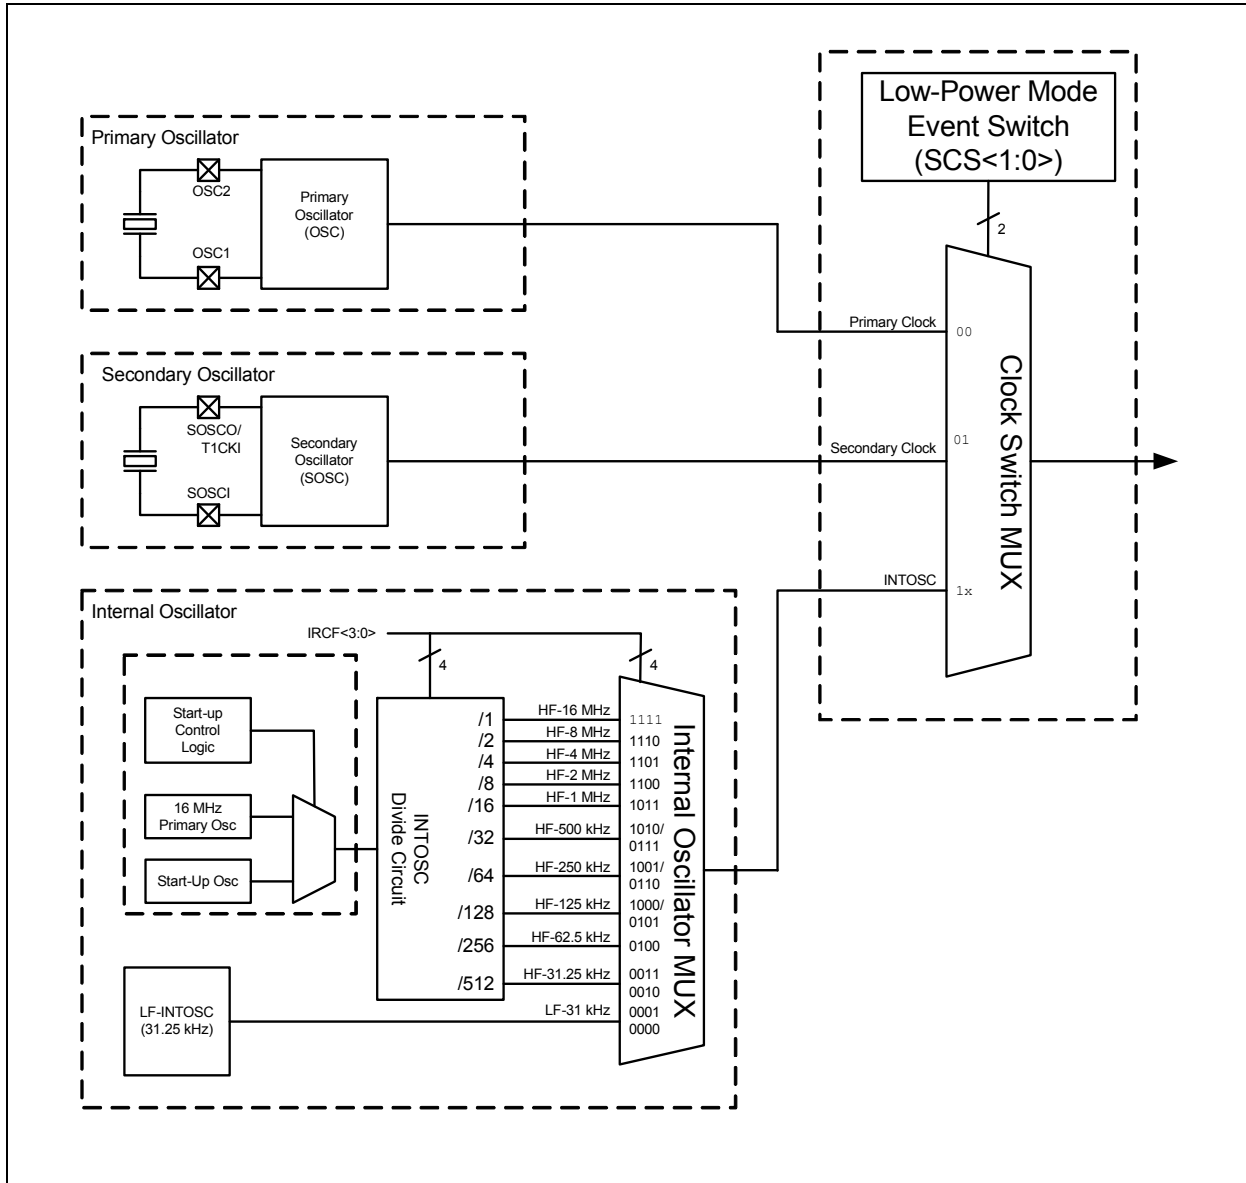 Low-Power Mode
Event Switch
(SCS<1:0>)
2
Primary Oscillator
OSC2
OSC1
Primary
Oscillator
(OSC)
Primary Clock
00
Secondary Oscillator
SOSCO/
T1CKI
SOSCI
Secondary
Oscillator
(SOSC)
Secondary Clock
01
INTOSC
1x
Clock Switch MUX
Internal Oscillator
IRCF<3:0>
4
4
Start-up
Control
Logic
16 MHz
Primary Osc
Start-Up Osc
INTOSC
Divide Circuit
/1
HF-16 MHz
1111
/2
HF-8 MHz
1110
/4
HF-4 MHz
1101
/8
HF-2 MHz
1100
/16
HF-1 MHz
1011
/32
HF-500 kHz
1010/
0111
/64
HF-250 kHz
1001/
0110
/128
HF-125 kHz
1000/
0101
/256
HF-62.5 kHz
0100
/512
HF-31.25 kHz
0011
0010
LF-31 kHz
0001
0000
Internal Oscillator MUX
LF-INTOSC
(31.25 kHz)